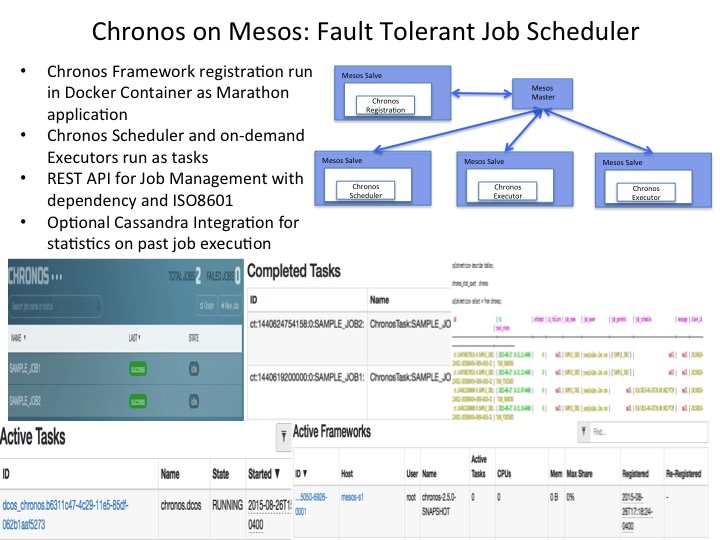 Chronos on Mesos: Fault Tolerant Job Scheduler
• Chronos Framework registration run
in Docker Container as Marathon
application
• Chronos Scheduler and on-demand
Executors run as tasks
• REST API for Job Management with
dependency and ISO8601
• Optional Cassandra Integration for
statistics on past job execution
Mesos Salve
Chronos
Registration
Mesos
Master
Mesos Salve
Chronos
Scheduler
Mesos Salve
Chronos
Executor
Mesos Salve
Chronos
Executor
CHRONOS
TOTAL JOBS 2 FAILED JOBS 0
Search job name or status
Graph + New Job
NAME ▼ LAST ▼ STATE
SAMPLE_JOB1 success idle
SAMPLE_JOB2 success idle
Completed Tasks
ID Name
ct:1440624754158:0:SAMPLE_JOB2: ChronosTask:SAMPLE_JO
ct:1440619200000:0:SAMPLE_JOB1: ChronosTask:SAMPLE_JO
Active Tasks
ID Name State Started ▼
dcos_chronos.b6311c47-4c29-11e5-85df-
062b1aaf5273
chronos.dcos RUNNING 2015-08-26T1
0400
Active Frameworks
Find...
ID ▼ Host User Name Active
Tasks CPUs Mem Max Share Registered Re-Registered
...5050-6926-
0001
mesos-s1 root chronos-2.5.0-
SNAPSHOT
0 0 0 B 0% 2015-08-
26T17:18:24-
0400
-